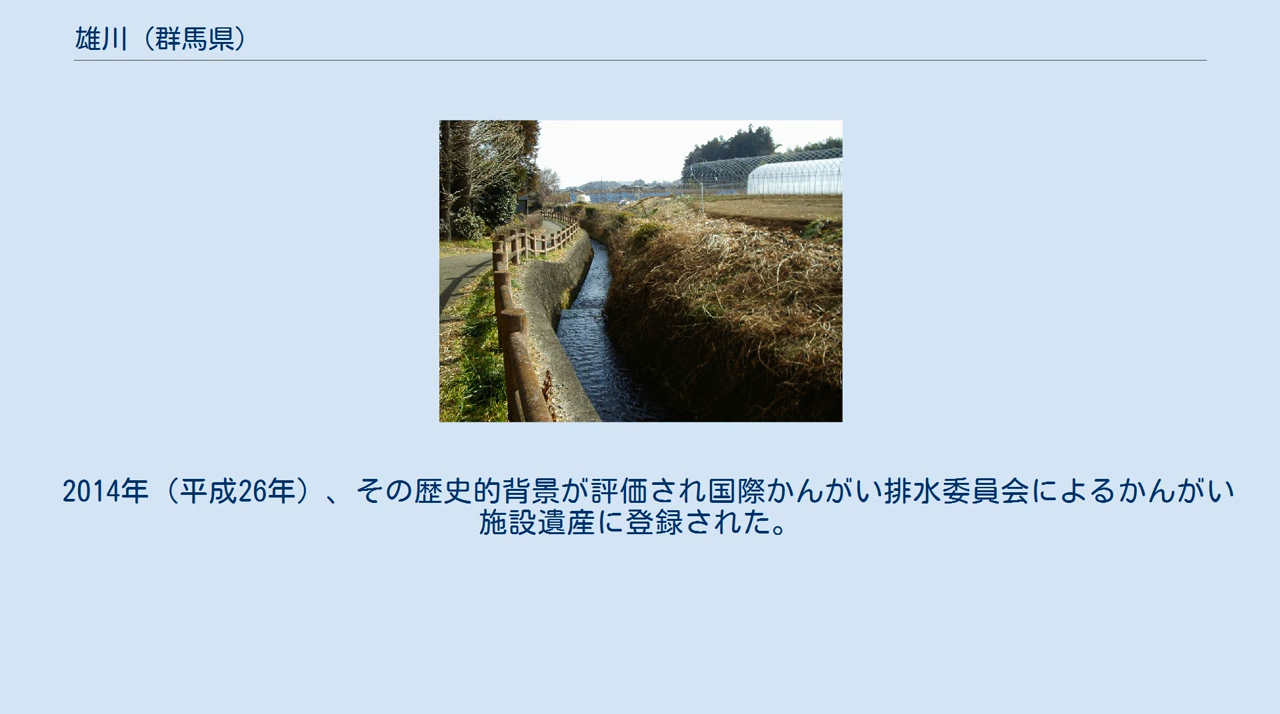 雄川（群馬県）
2014年（平成26年）、その歴史的背景が評価され国際かんがい排水委員会によるかんがい
施設遺産に登録された。